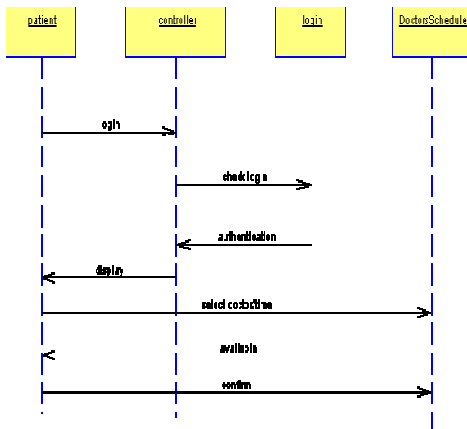 patient
controller
login
DoctorsSchedule
login
check login
authentication
display
select doctor/time
available
confirm